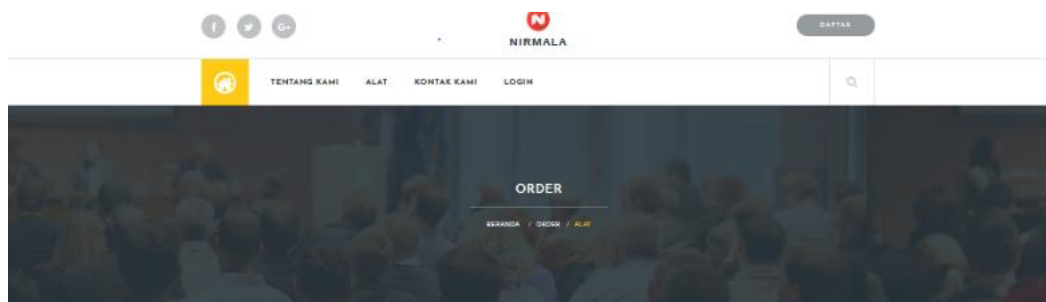 f G+
NIRMALA
DAFTAR
TENTANG KAMI ALAT KONTAK KAMI LOGIN
ORDER
BERANDA / ORDER / ALAT